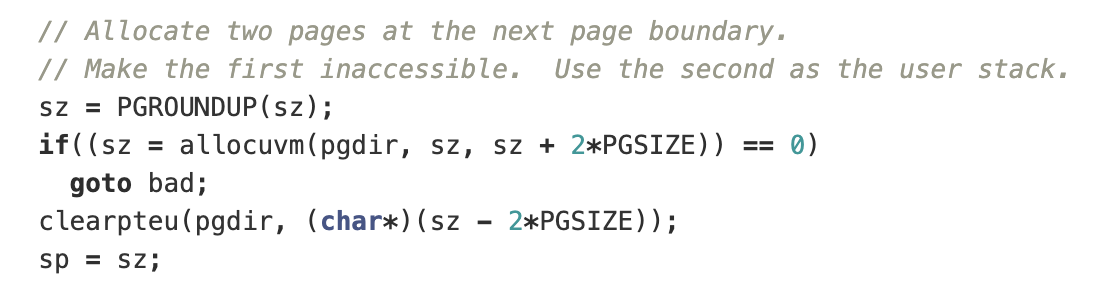 // Allocate two pages at the next page boundary.
// Make the first inaccessible.  Use the second as the user stack.
sz = PGROUNDUP(sz);
if((sz = allocuvm(pgdir, sz, sz + 2*PGSIZE)) == 0)
  goto bad;
clearpteu(pgdir, (char*)(sz - 2*PGSIZE));
sp = sz;